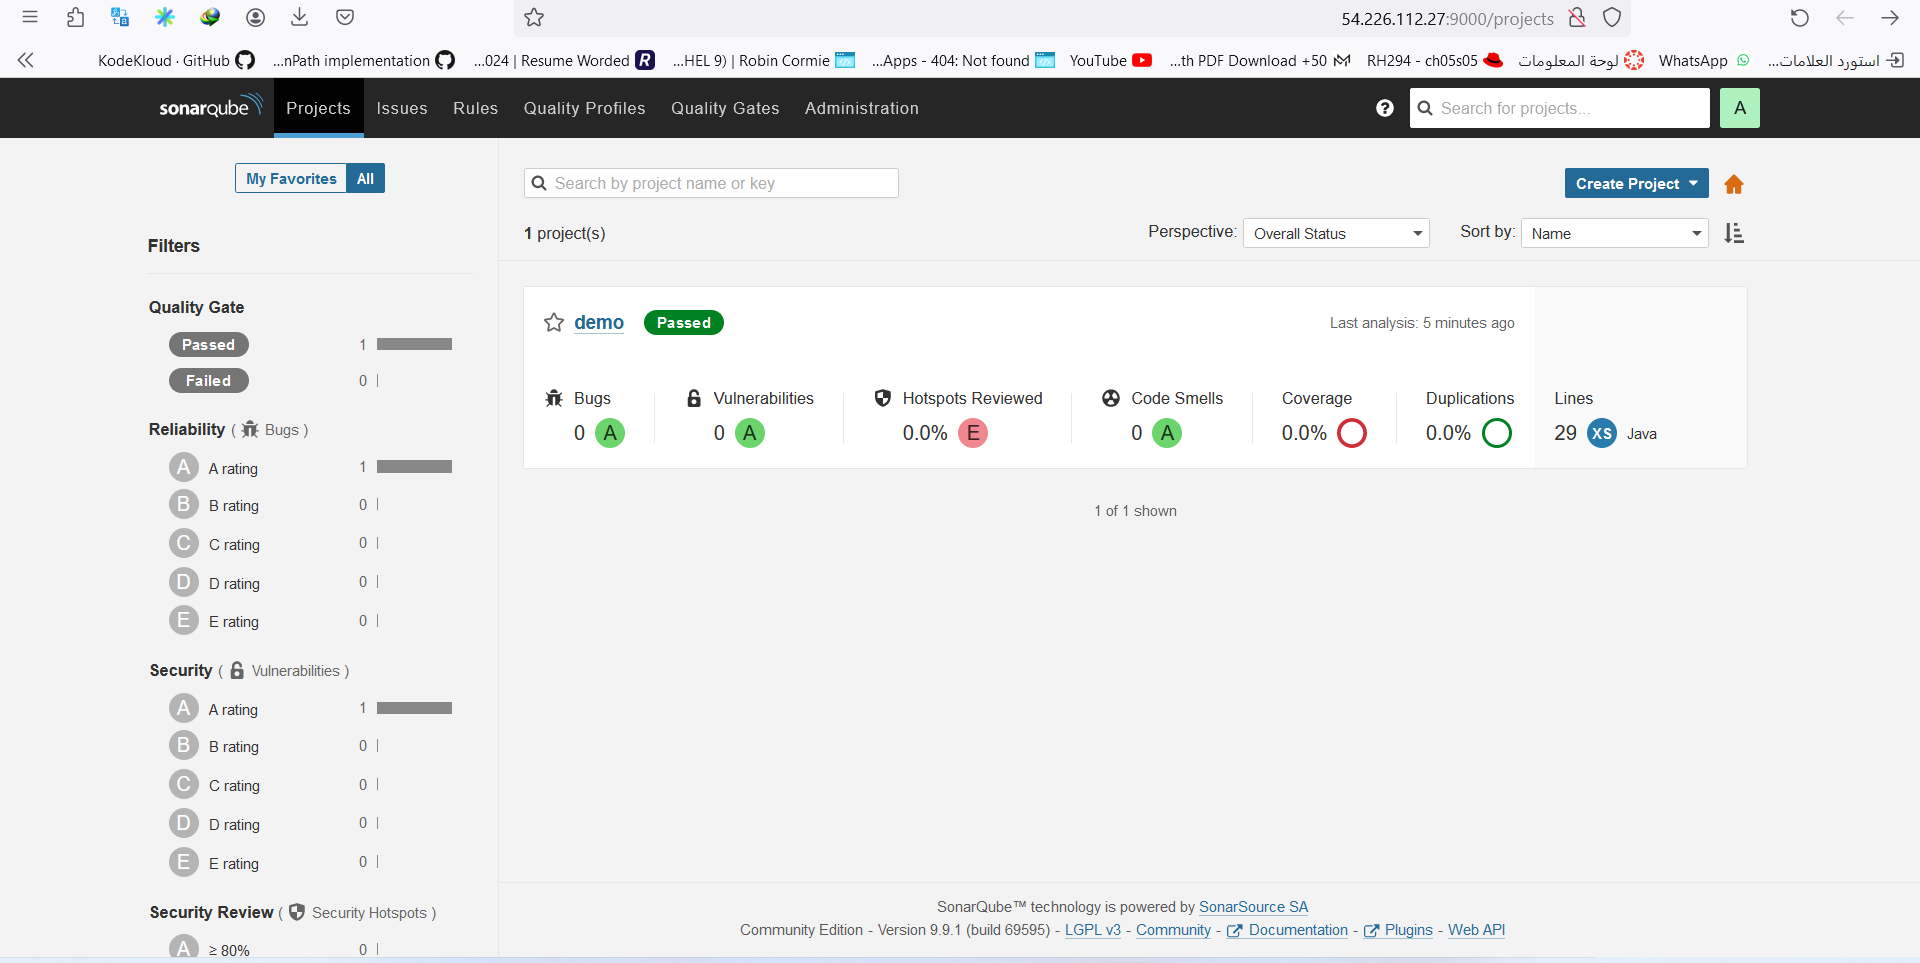 54.226.112.27:9000/projects
KodeKloud · GitHub
...nPath implementation
...024 | Resume Worded
...HEL 9) | Robin Cormie
...Apps - 404: Not found
YouTube
...th PDF Download +50
RH294 - ch05s05
لوحة المعلومات
WhatsApp
استورد العلامات...
sonarqube
Projects
Issues
Rules
Quality Profiles
Quality Gates
Administration
Search for projects...
A
My Favorites
All
Search by project name or key
Create Project
1 project(s)
Perspective:
Overall Status
Sort by:
Name
Filters
Quality Gate
Passed
1
Failed
0
Reliability ( Bugs )
A A rating 1
B B rating 0
C C rating 0
D D rating 0
E E rating 0
Security ( Vulnerabilities )
A A rating 1
B B rating 0
C C rating 0
D D rating 0
E E rating 0
Security Review ( Security Hotspots )
A ≥ 80% 0
demo
Passed
Last analysis: 5 minutes ago
Bugs
0 A
Vulnerabilities
0 A
Hotspots Reviewed
0.0% E
Code Smells
0 A
Coverage
0.0%
Duplications
0.0%
Lines
29 XS Java
1 of 1 shown
SonarQube™ technology is powered by SonarSource SA
Community Edition - Version 9.9.1 (build 69595) - LGPL v3 - Community - Documentation - Plugins - Web API